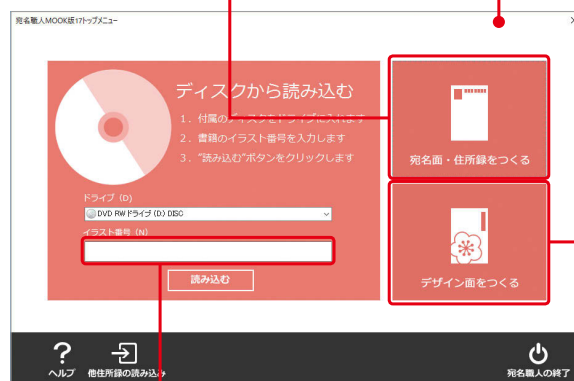 宛名職人MOOK版17トップメニュー
ディスクから読み込む
1．付属のディスクをドライブに入れます
2．書籍のイラスト番号を入力します
3．“読み込む”ボタンをクリックします
ドライブ (D)
DVD RW ドライブ (D:) DISC
イラスト番号 (N)
読み込む
宛名面・住所録をつくる
デザイン面をつくる
ヘルプ
他住所録の読み込み
宛名職人の終了